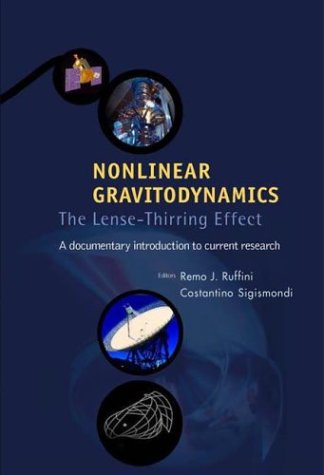 NONLINEAR
GRAVITODYNAMICS
The Lense-Thirring Effect
A documentary introduction to current research
Editors Remo J. Ruffini
Costantino Sigismondi